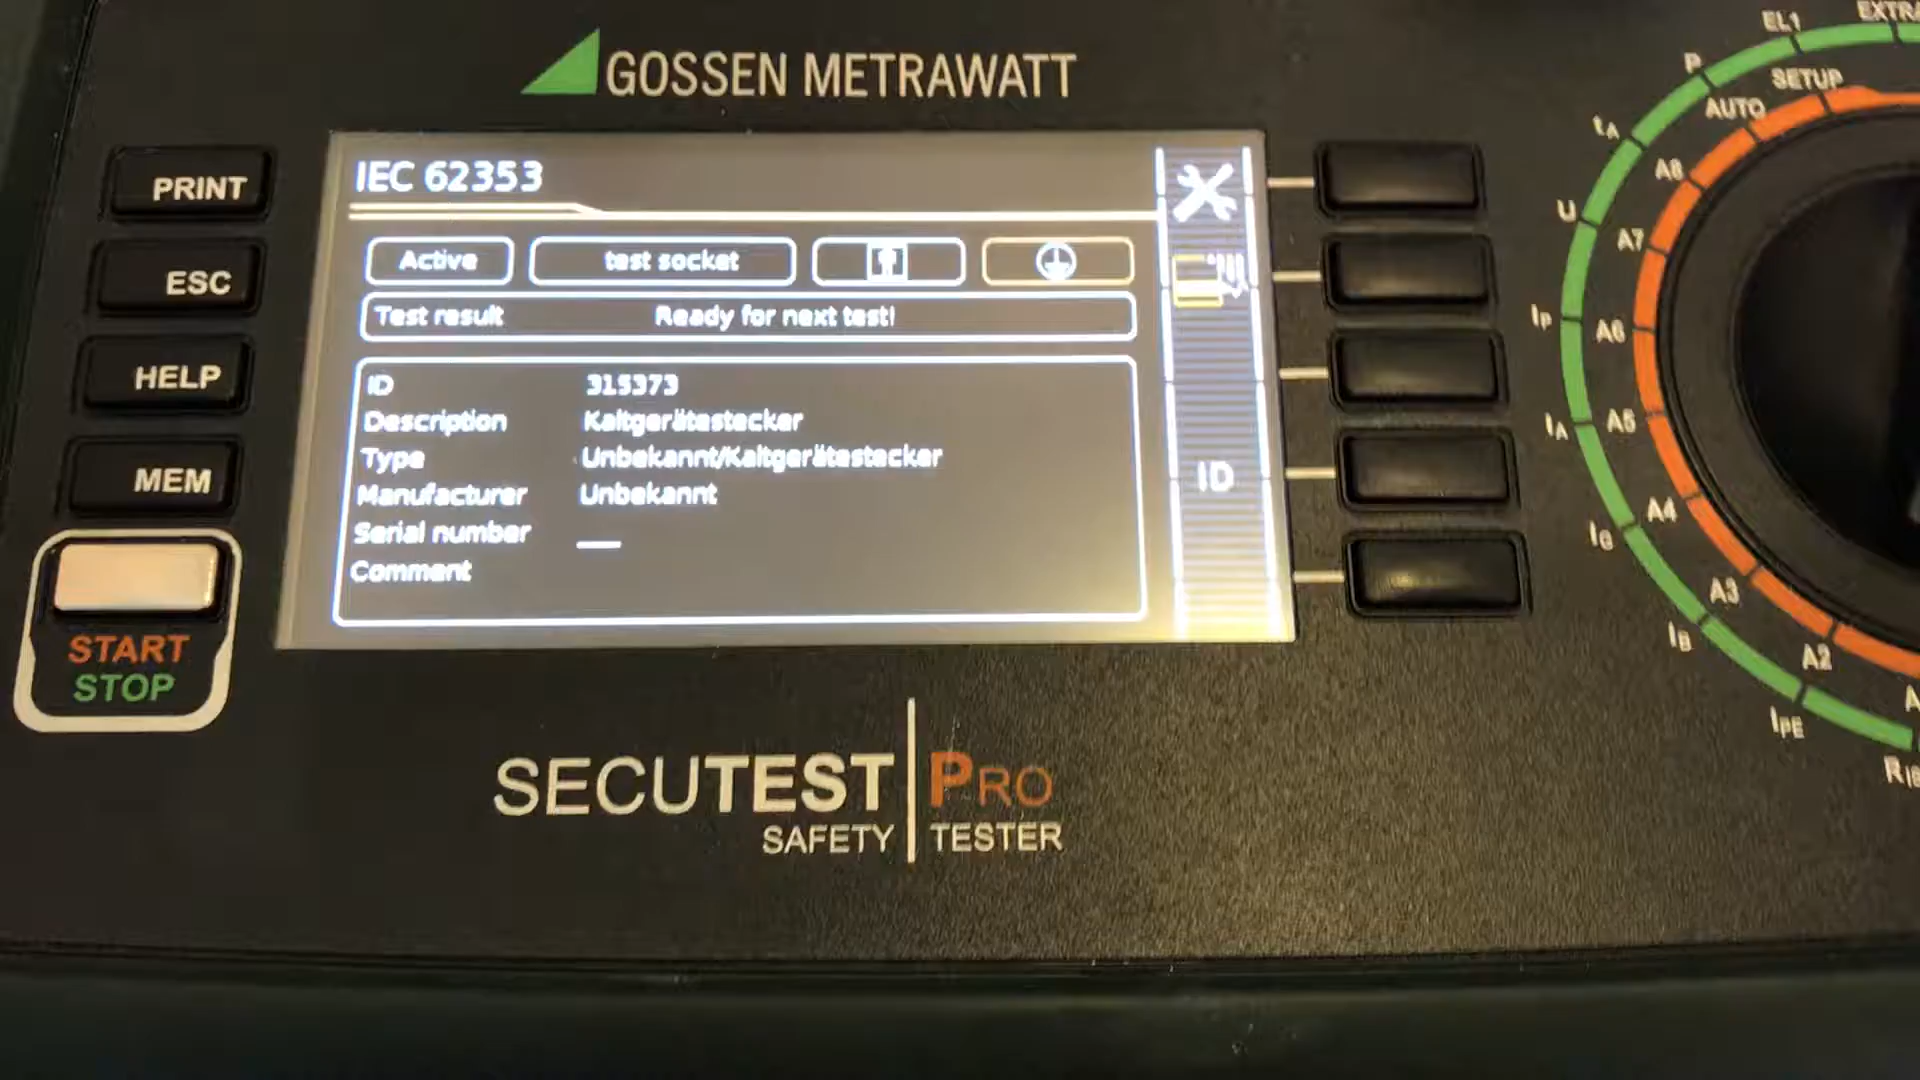 GOSSEN METRAWATT
PRINT
ESC
HELP
MEM
START
STOP
IEC 62353
Active test socket
Test result Ready for next test!
ID 315373
Description Kaltgerätestecker
Type Unbekannt/Kaltgerätestecker
Manufacturer Unbekannt
Serial number __
Comment
ID
SECUTEST PRO
SAFETY TESTER
EL1
P
SETUP
AUTO
tA
A8
U
A7
IP
A6
IA
A5
A4
IG
A3
IB
A2
IPE